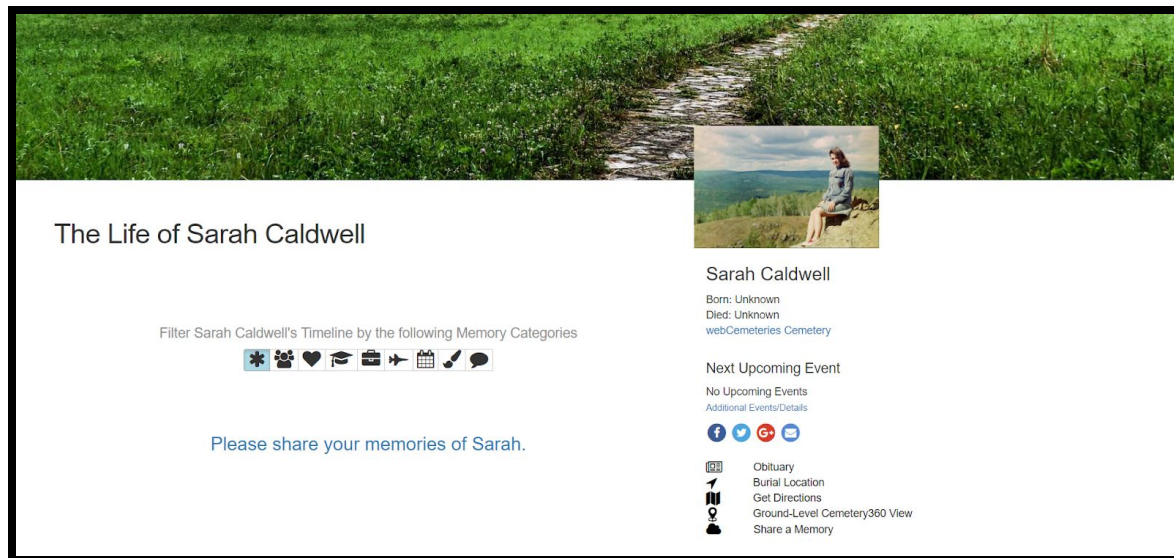 The Life of Sarah Caldwell
Filter Sarah Caldwell's Timeline by the following Memory Categories
Please share your memories of Sarah.
Sarah Caldwell
Born: Unknown
Died: Unknown
webCemeteries Cemetery
Next Upcoming Event
No Upcoming Events
Additional Events/Details
Obituary
Burial Location
Get Directions
Ground-Level Cemetery360 View
Share a Memory